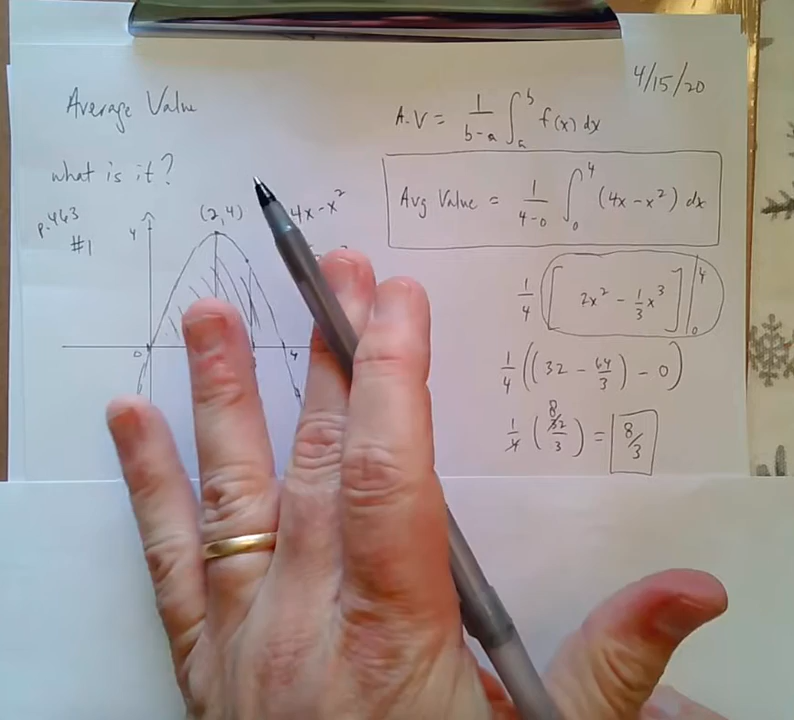 4/15/20
Average Value
A.V = 1/(b-a) ∫_a^b f(x) dx
what is it?
Avg Value = 1/(4-0) ∫_0^4 (4x-x²) dx
p.463
#1
(2,4)
4x-x²
4
0
4
1/4 [2x² - 1/3 x³] |_0^4
1/4 ((32 - 64/3) - 0)
1/4 (32/3) = 8/3
8